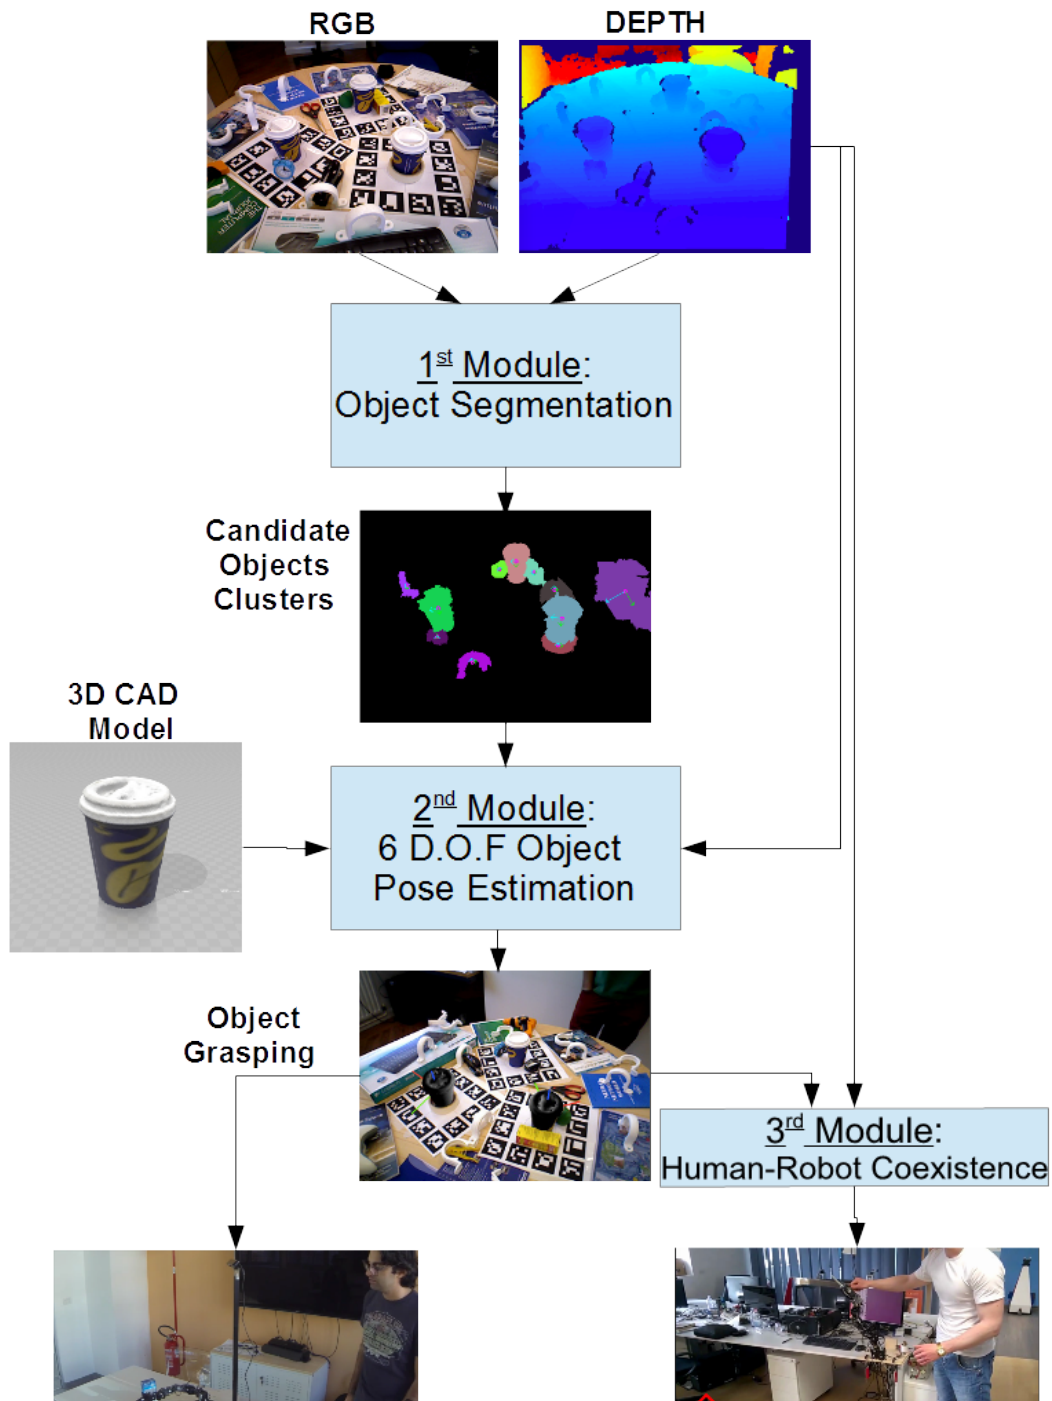 RGB
DEPTH
1st Module:
Object Segmentation
Candidate
Objects
Clusters
3D CAD
Model
2nd Module:
6 D.O.F Object
Pose Estimation
Object
Grasping
3rd Module:
Human-Robot Coexistence